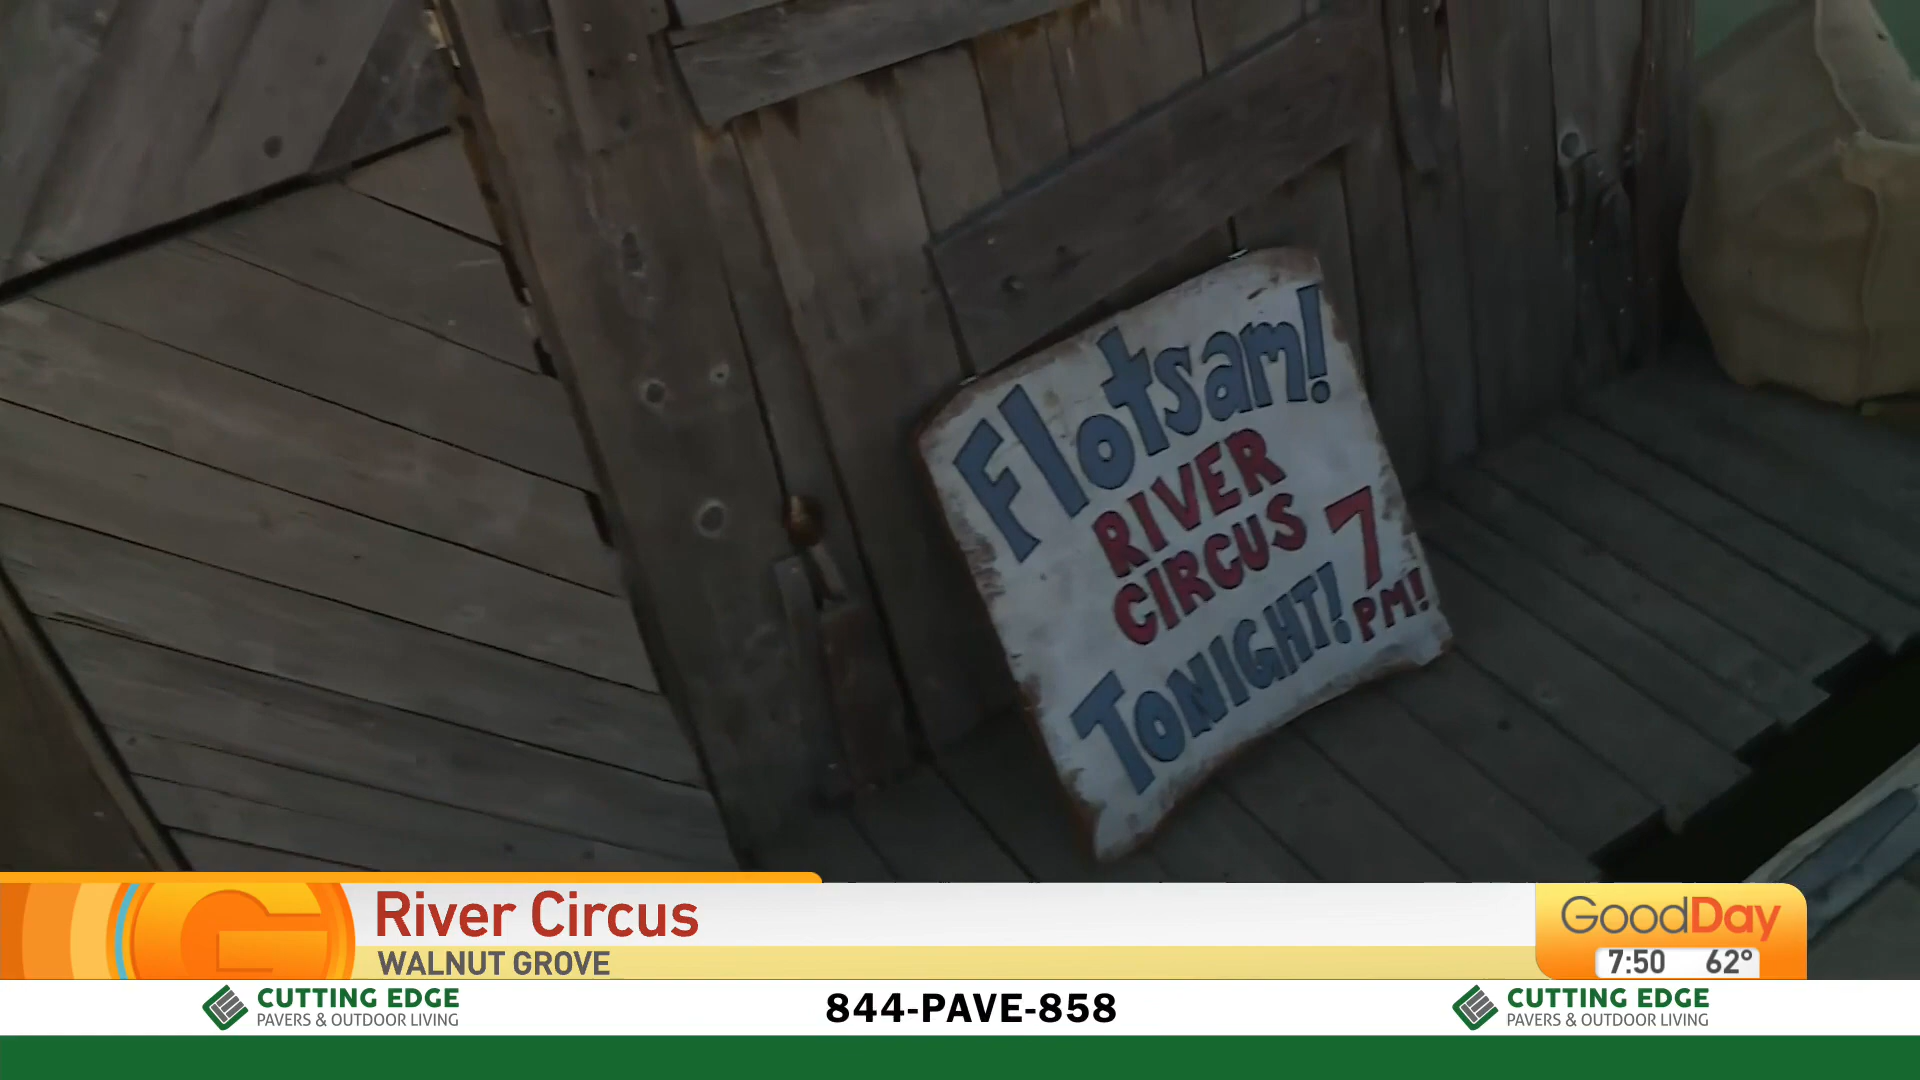 Flotsam!
RIVER
CIRCUS 7
PM!
TONIGHT!
River Circus
WALNUT GROVE
GoodDay
7:50 62°
CUTTING EDGE
PAVERS & OUTDOOR LIVING
844-PAVE-858
CUTTING EDGE
PAVERS & OUTDOOR LIVING